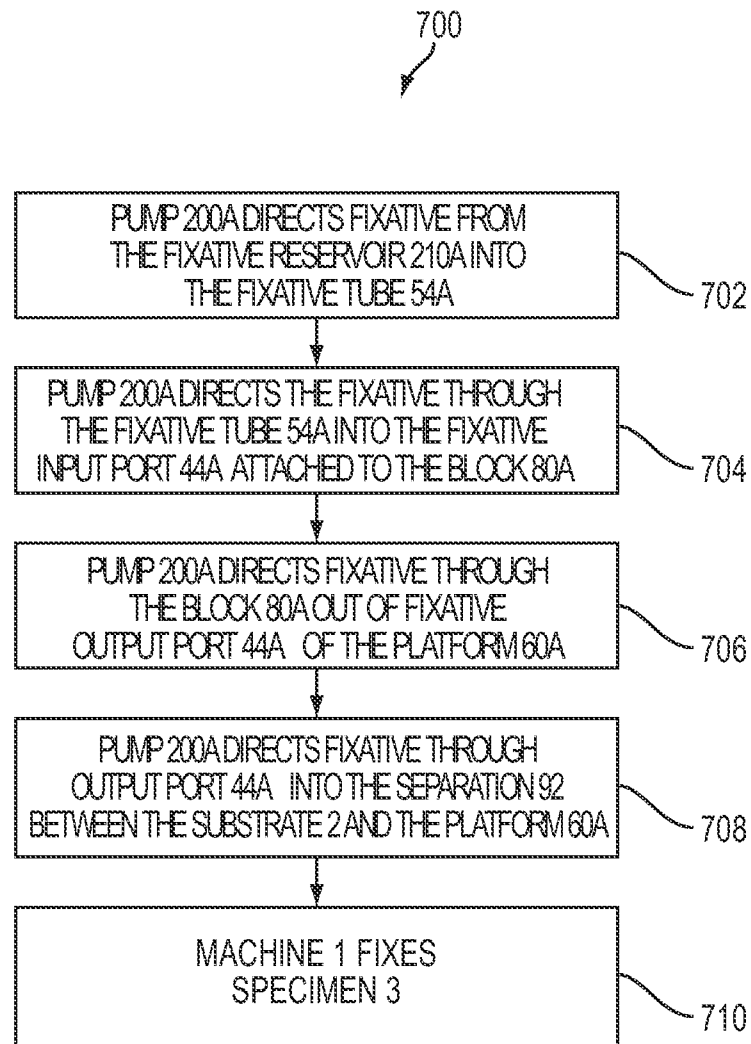 700
PUMP 200A DIRECTS FIXATIVE FROM
THE FIXATIVE RESERVOIR 210A INTO
THE FIXATIVE TUBE 54A
702
PUMP 200A DIRECTS THE FIXATIVE THROUGH
THE FIXATIVE TUBE 54A INTO THE FIXATIVE
INPUT PORT 44A ATTACHED TO THE BLOCK 80A
704
PUMP 200A DIRECTS FIXATIVE THROUGH
THE BLOCK 80A OUT OF FIXATIVE
OUTPUT PORT 44A OF THE PLATFORM 60A
706
PUMP 200A DIRECTS FIXATIVE THROUGH
OUTPUT PORT 44A INTO THE SEPARATION 92
BETWEEN THE SUBSTRATE 2 AND THE PLATFORM 60A
708
MACHINE 1 FIXES
SPECIMEN 3
710